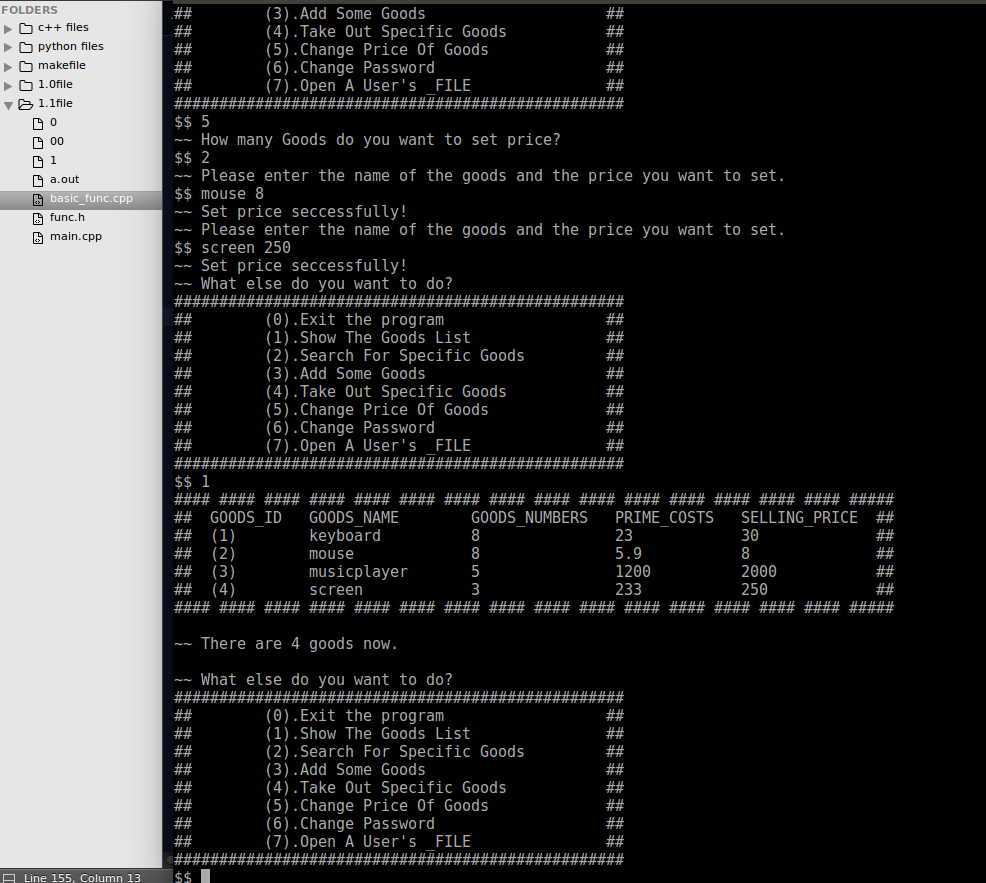 FOLDERS
c++ files
python files
makefile
1.0file
1.1file
0
00
1
a.out
basic_func.cpp
func.h
main.cpp
Line 155, Column 13
##        (3).Add Some Goods                    ##
##        (4).Take Out Specific Goods           ##
##        (5).Change Price Of Goods             ##
##        (6).Change Password                   ##
##        (7).Open A User's _FILE               ##
##################################################
$$ 5
~~ How many Goods do you want to set price?
$$ 2
~~ Please enter the name of the goods and the price you want to set.
$$ mouse 8
~~ Set price seccessfully!
~~ Please enter the name of the goods and the price you want to set.
$$ screen 250
~~ Set price seccessfully!
~~ What else do you want to do?
##################################################
##        (0).Exit the program                  ##
##        (1).Show The Goods List               ##
##        (2).Search For Specific Goods         ##
##        (3).Add Some Goods                    ##
##        (4).Take Out Specific Goods           ##
##        (5).Change Price Of Goods             ##
##        (6).Change Password                   ##
##        (7).Open A User's _FILE               ##
##################################################
$$ 1
#### #### #### #### #### #### #### #### #### #### #### #### #### #### #### #####
##  GOODS_ID   GOODS_NAME        GOODS_NUMBERS   PRIME_COSTS   SELLING_PRICE  ##
##  (1)        keyboard          8               23            30             ##
##  (2)        mouse             8               5.9           8              ##
##  (3)        musicplayer       5               1200          2000           ##
##  (4)        screen            3               233           250            ##
#### #### #### #### #### #### #### #### #### #### #### #### #### #### #### #####
~~ There are 4 goods now.
~~ What else do you want to do?
##################################################
##        (0).Exit the program                  ##
##        (1).Show The Goods List               ##
##        (2).Search For Specific Goods         ##
##        (3).Add Some Goods                    ##
##        (4).Take Out Specific Goods           ##
##        (5).Change Price Of Goods             ##
##        (6).Change Password                   ##
##        (7).Open A User's _FILE               ##
##################################################
$$